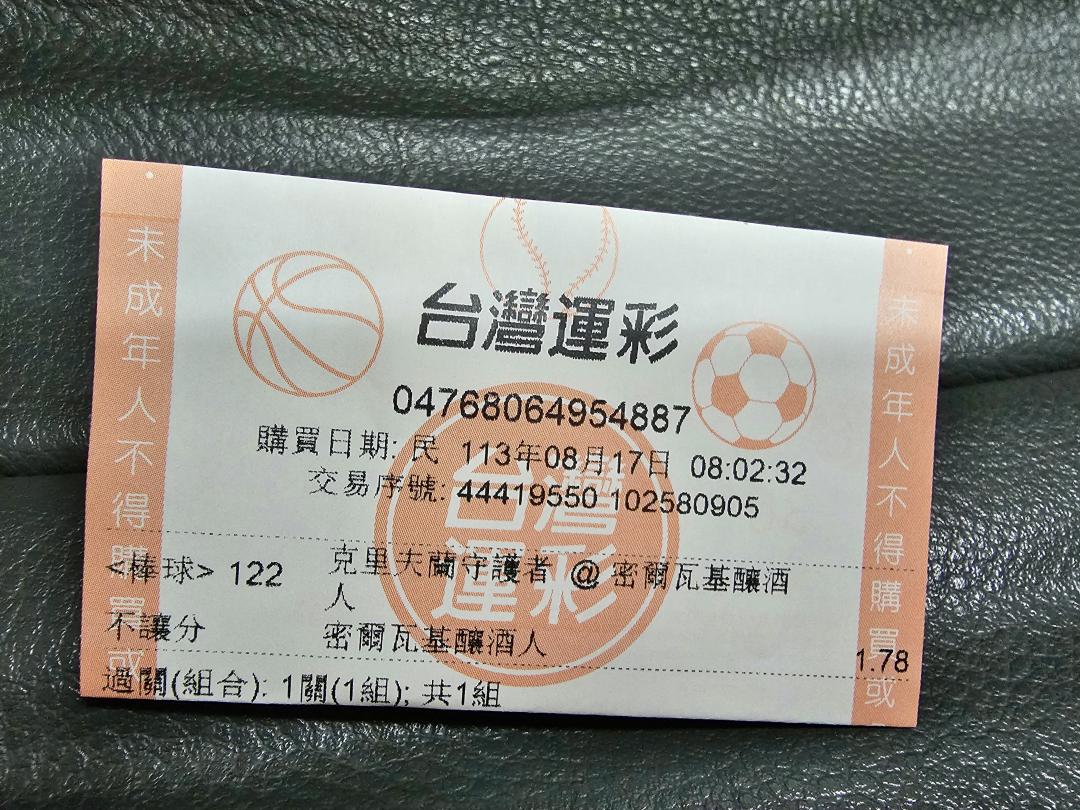 台灣運彩
04768064954887
購買日期: 民 113年08月17日 08:02:32
交易序號: 44419550 102580905
<棒球> 122 克里夫蘭守護者 @ 密爾瓦基釀酒
人
不讓分 密爾瓦基釀酒人 1.78
過關(組合): 1關(1組); 共1組
未成年人不得購買或
未成年人不得購買或
台灣
運彩